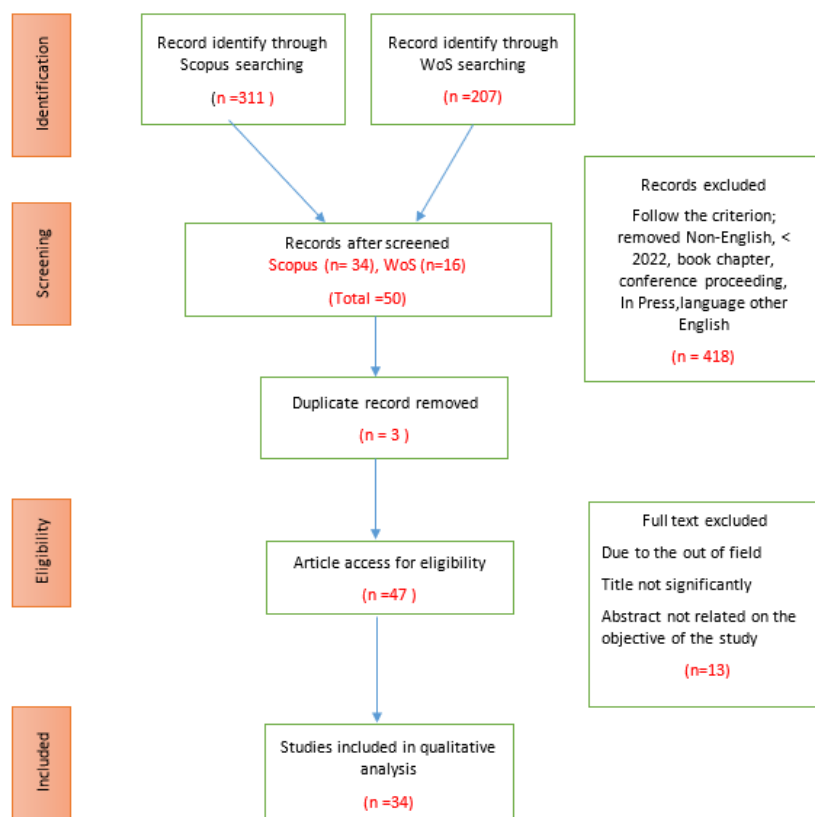 Identification
Record identify through
Scopus searching
(n =311 )
Record identify through
WoS searching
(n =207)
Screening
Records after screened
Scopus (n= 34), WoS (n=16)
(Total =50)
Records excluded
Follow the criterion;
removed Non-English, <
2022, book chapter,
conference proceeding,
In Press,language other
English
(n = 418)
Duplicate record removed
(n = 3 )
Eligibility
Article access for eligibility
(n =47 )
Full text excluded
Due to the out of field
Title not significantly
Abstract not related on the
objective of the study
(n=13)
Included
Studies included in qualitative
analysis
(n =34)